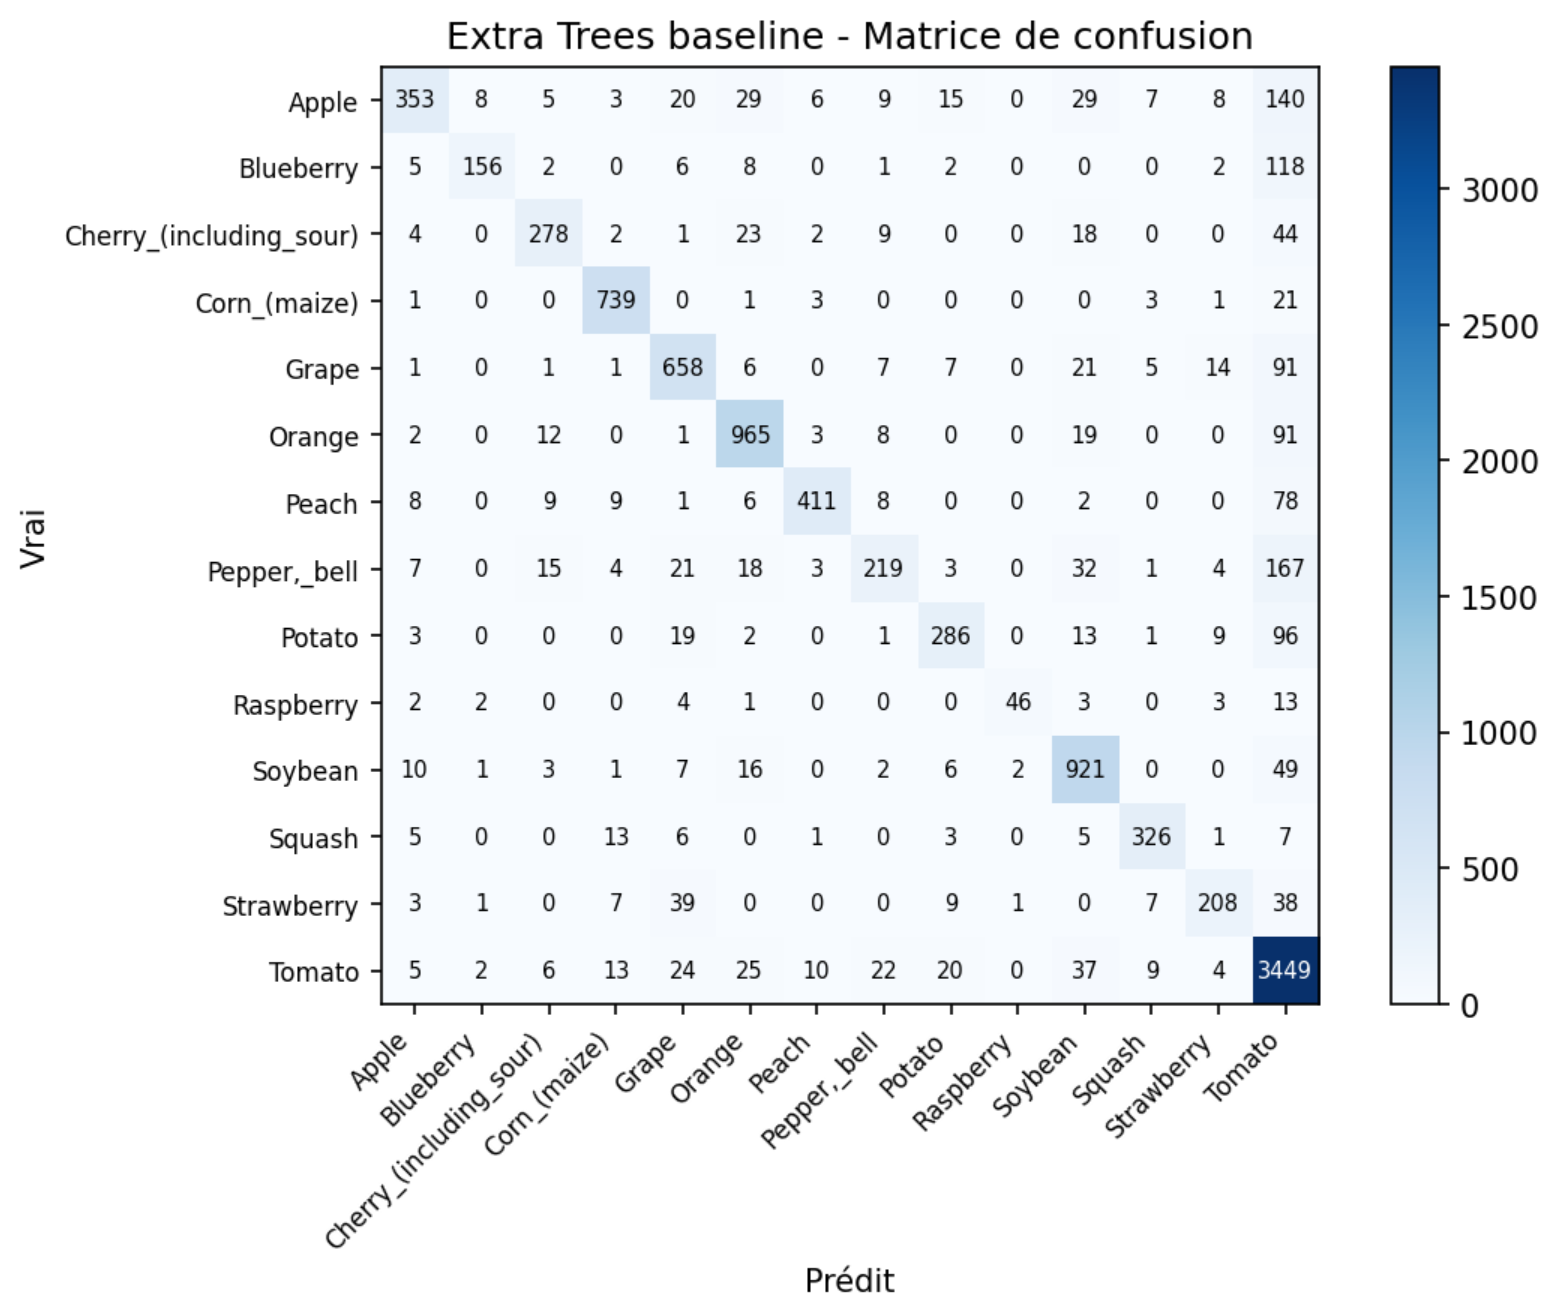 Extra Trees baseline - Matrice de confusion
Apple 353 8 5 3 20 29 6 9 15 0 29 7 8 140
Blueberry 5 156 2 0 6 8 0 1 2 0 0 0 2 118
Cherry_(including_sour) 4 0 278 2 1 23 2 9 0 0 18 0 0 44
Corn_(maize) 1 0 0 739 0 1 3 0 0 0 0 3 1 21
Grape 1 0 1 1 658 6 0 7 7 0 21 5 14 91
Orange 2 0 12 0 1 965 3 8 0 0 19 0 0 91
Peach 8 0 9 9 1 6 411 8 0 0 2 0 0 78
Pepper,_bell 7 0 15 4 21 18 3 219 3 0 32 1 4 167
Potato 3 0 0 0 19 2 0 1 286 0 13 1 9 96
Raspberry 2 2 0 0 4 1 0 0 0 46 3 0 3 13
Soybean 10 1 3 1 7 16 0 2 6 2 921 0 0 49
Squash 5 0 0 13 6 0 1 0 3 0 5 326 1 7
Strawberry 3 1 0 7 39 0 0 0 9 1 0 7 208 38
Tomato 5 2 6 13 24 25 10 22 20 0 37 9 4 3449
Vrai
Apple
Blueberry
Cherry_(including_sour)
Corn_(maize)
Grape
Orange
Peach
Pepper,_bell
Potato
Raspberry
Soybean
Squash
Strawberry
Tomato
Prédit
3000
2500
2000
1500
1000
500
0